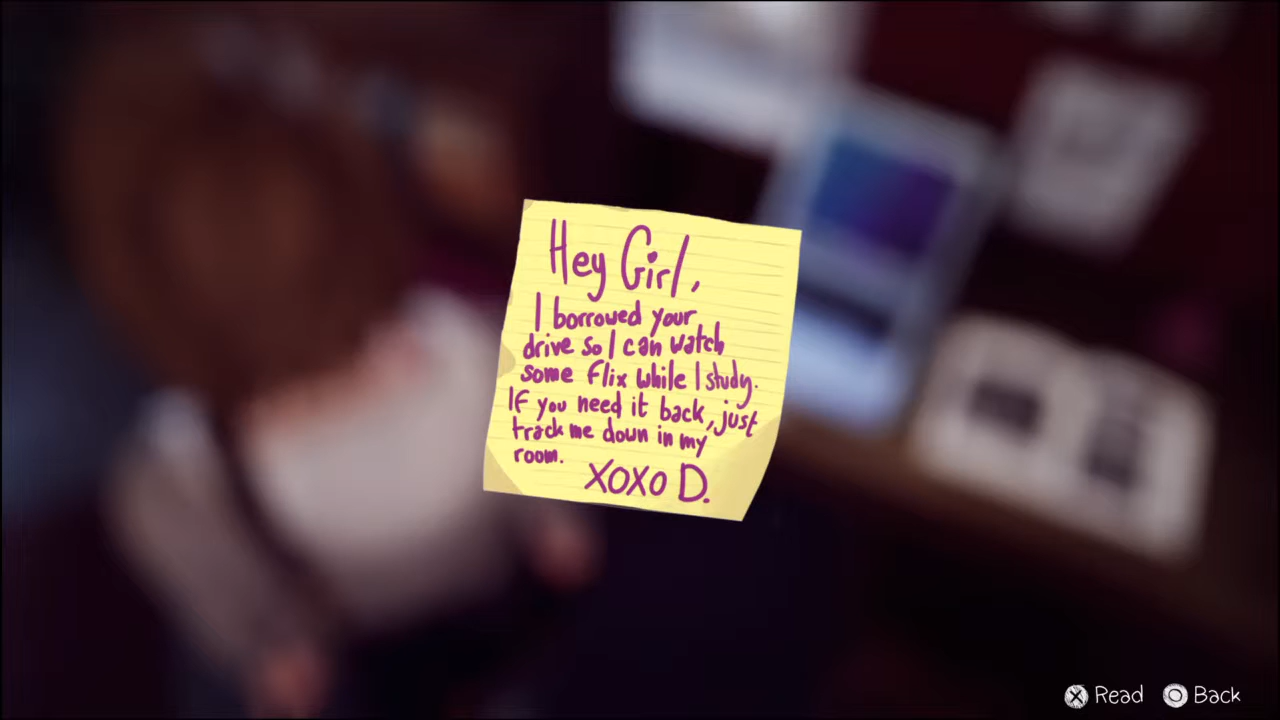 Hey Girl,
I borrowed your
drive so I can watch
some flix while I study.
If you need it back, just
track me down in my
room.
XOXO D.
Read Back